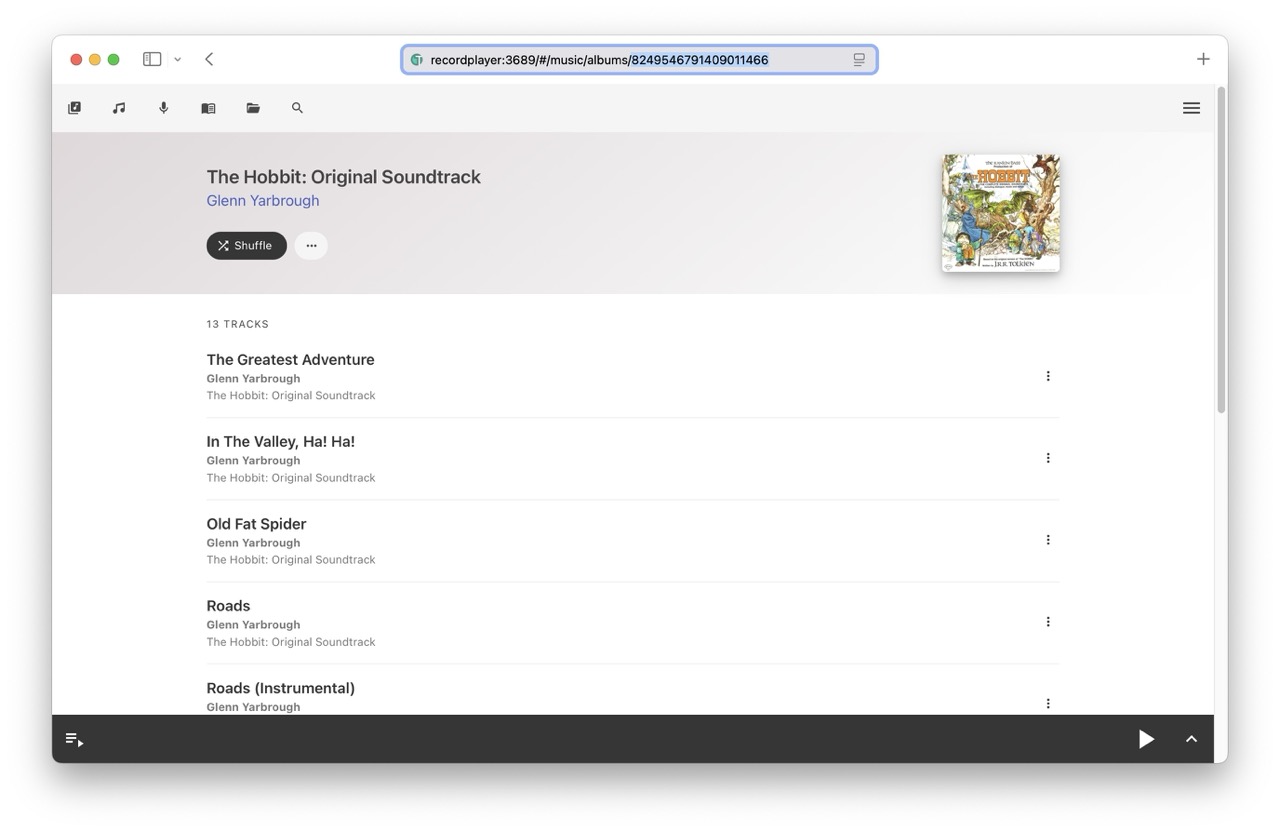 recordplayer:3689/#/music/albums/8249546791409011466
The Hobbit: Original Soundtrack
Glenn Yarbrough
Shuffle
HOBBIT
J.R.R. TOLKIEN
13 TRACKS
The Greatest Adventure
Glenn Yarbrough
The Hobbit: Original Soundtrack
In The Valley, Ha! Ha!
Glenn Yarbrough
The Hobbit: Original Soundtrack
Old Fat Spider
Glenn Yarbrough
The Hobbit: Original Soundtrack
Roads
Glenn Yarbrough
The Hobbit: Original Soundtrack
Roads (Instrumental)
Glenn Yarbrough